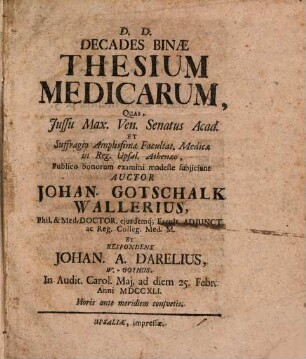 D. D.
DECADES BINÆ
THESIUM
MEDICARUM,
Quas,
Jussu Max. Ven. Senatus Acad.
ET
Suffragio Amplissimæ Facultat. Medicæ
in Reg. Upsal. Athenæo,
Publico bonorum examini modeste subjiciunt
AUCTOR
JOHAN. GOTSCHALK
WALLERIUS,
Phil. & Med. DOCTOR, ejusdemq; Facult. ADJUNCT.
ac Reg. Colleg. Med. M.
ET
RESPONDENS
JOHAN. A. DARELIUS,
W. - GOTHUS.
In Audit. Carol. Maj. ad diem 25. Febr.
Anni MDCCXLI.
Horis ante meridiem consvetis.
UPSALIÆ, impressæ.